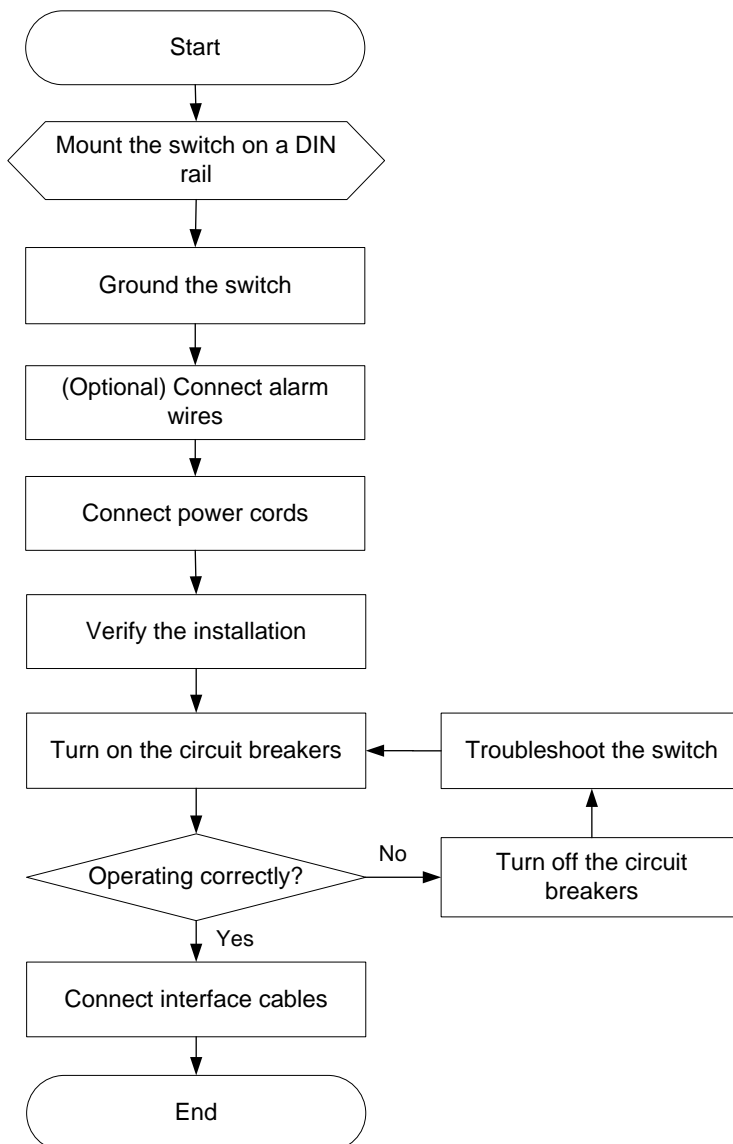 Start
Mount the switch on a DIN
rail
Ground the switch
(Optional) Connect alarm
wires
Connect power cords
Verify the installation
Turn on the circuit breakers
Troubleshoot the switch
Operating correctly?
No
Turn off the circuit
breakers
Yes
Connect interface cables
End